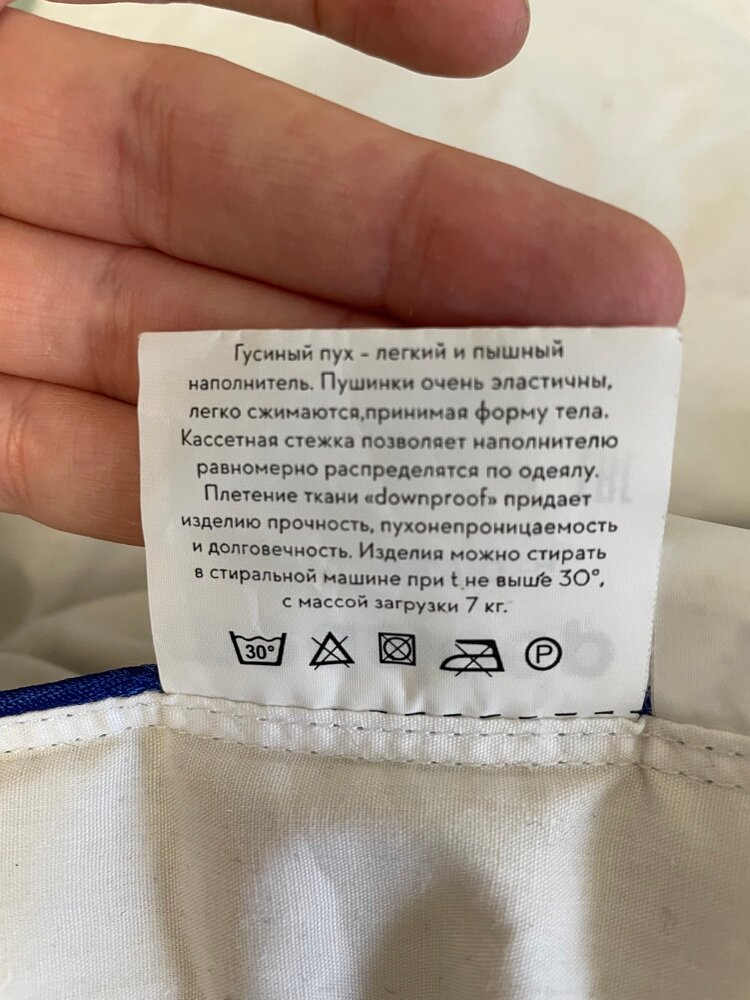 Гусиный пух - легкий и пышный
наполнитель. Пушинки очень эластичны,
легко сжимаются,принимая форму тела.
Кассетная стежка позволяет наполнителю
равномерно распределятся по одеялу.
Плетение ткани «downproof» придает
изделию прочность, пухонепроницаемость
и долговечность. Изделия можно стирать
в стиральной машине при t не выше 30°,
с массой загрузки 7 кг.
30° P